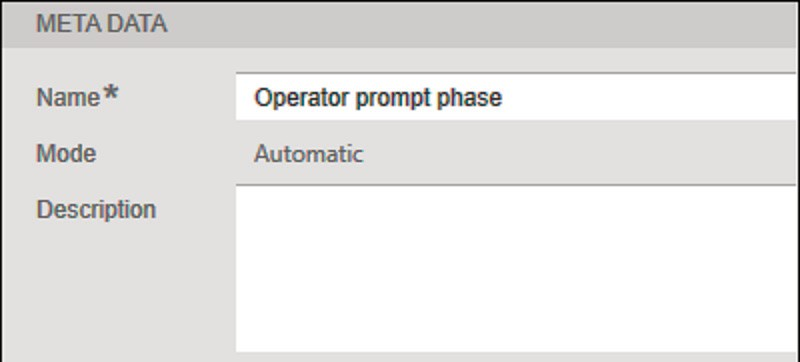 META DATA
Name* Operator prompt phase
Mode Automatic
Description